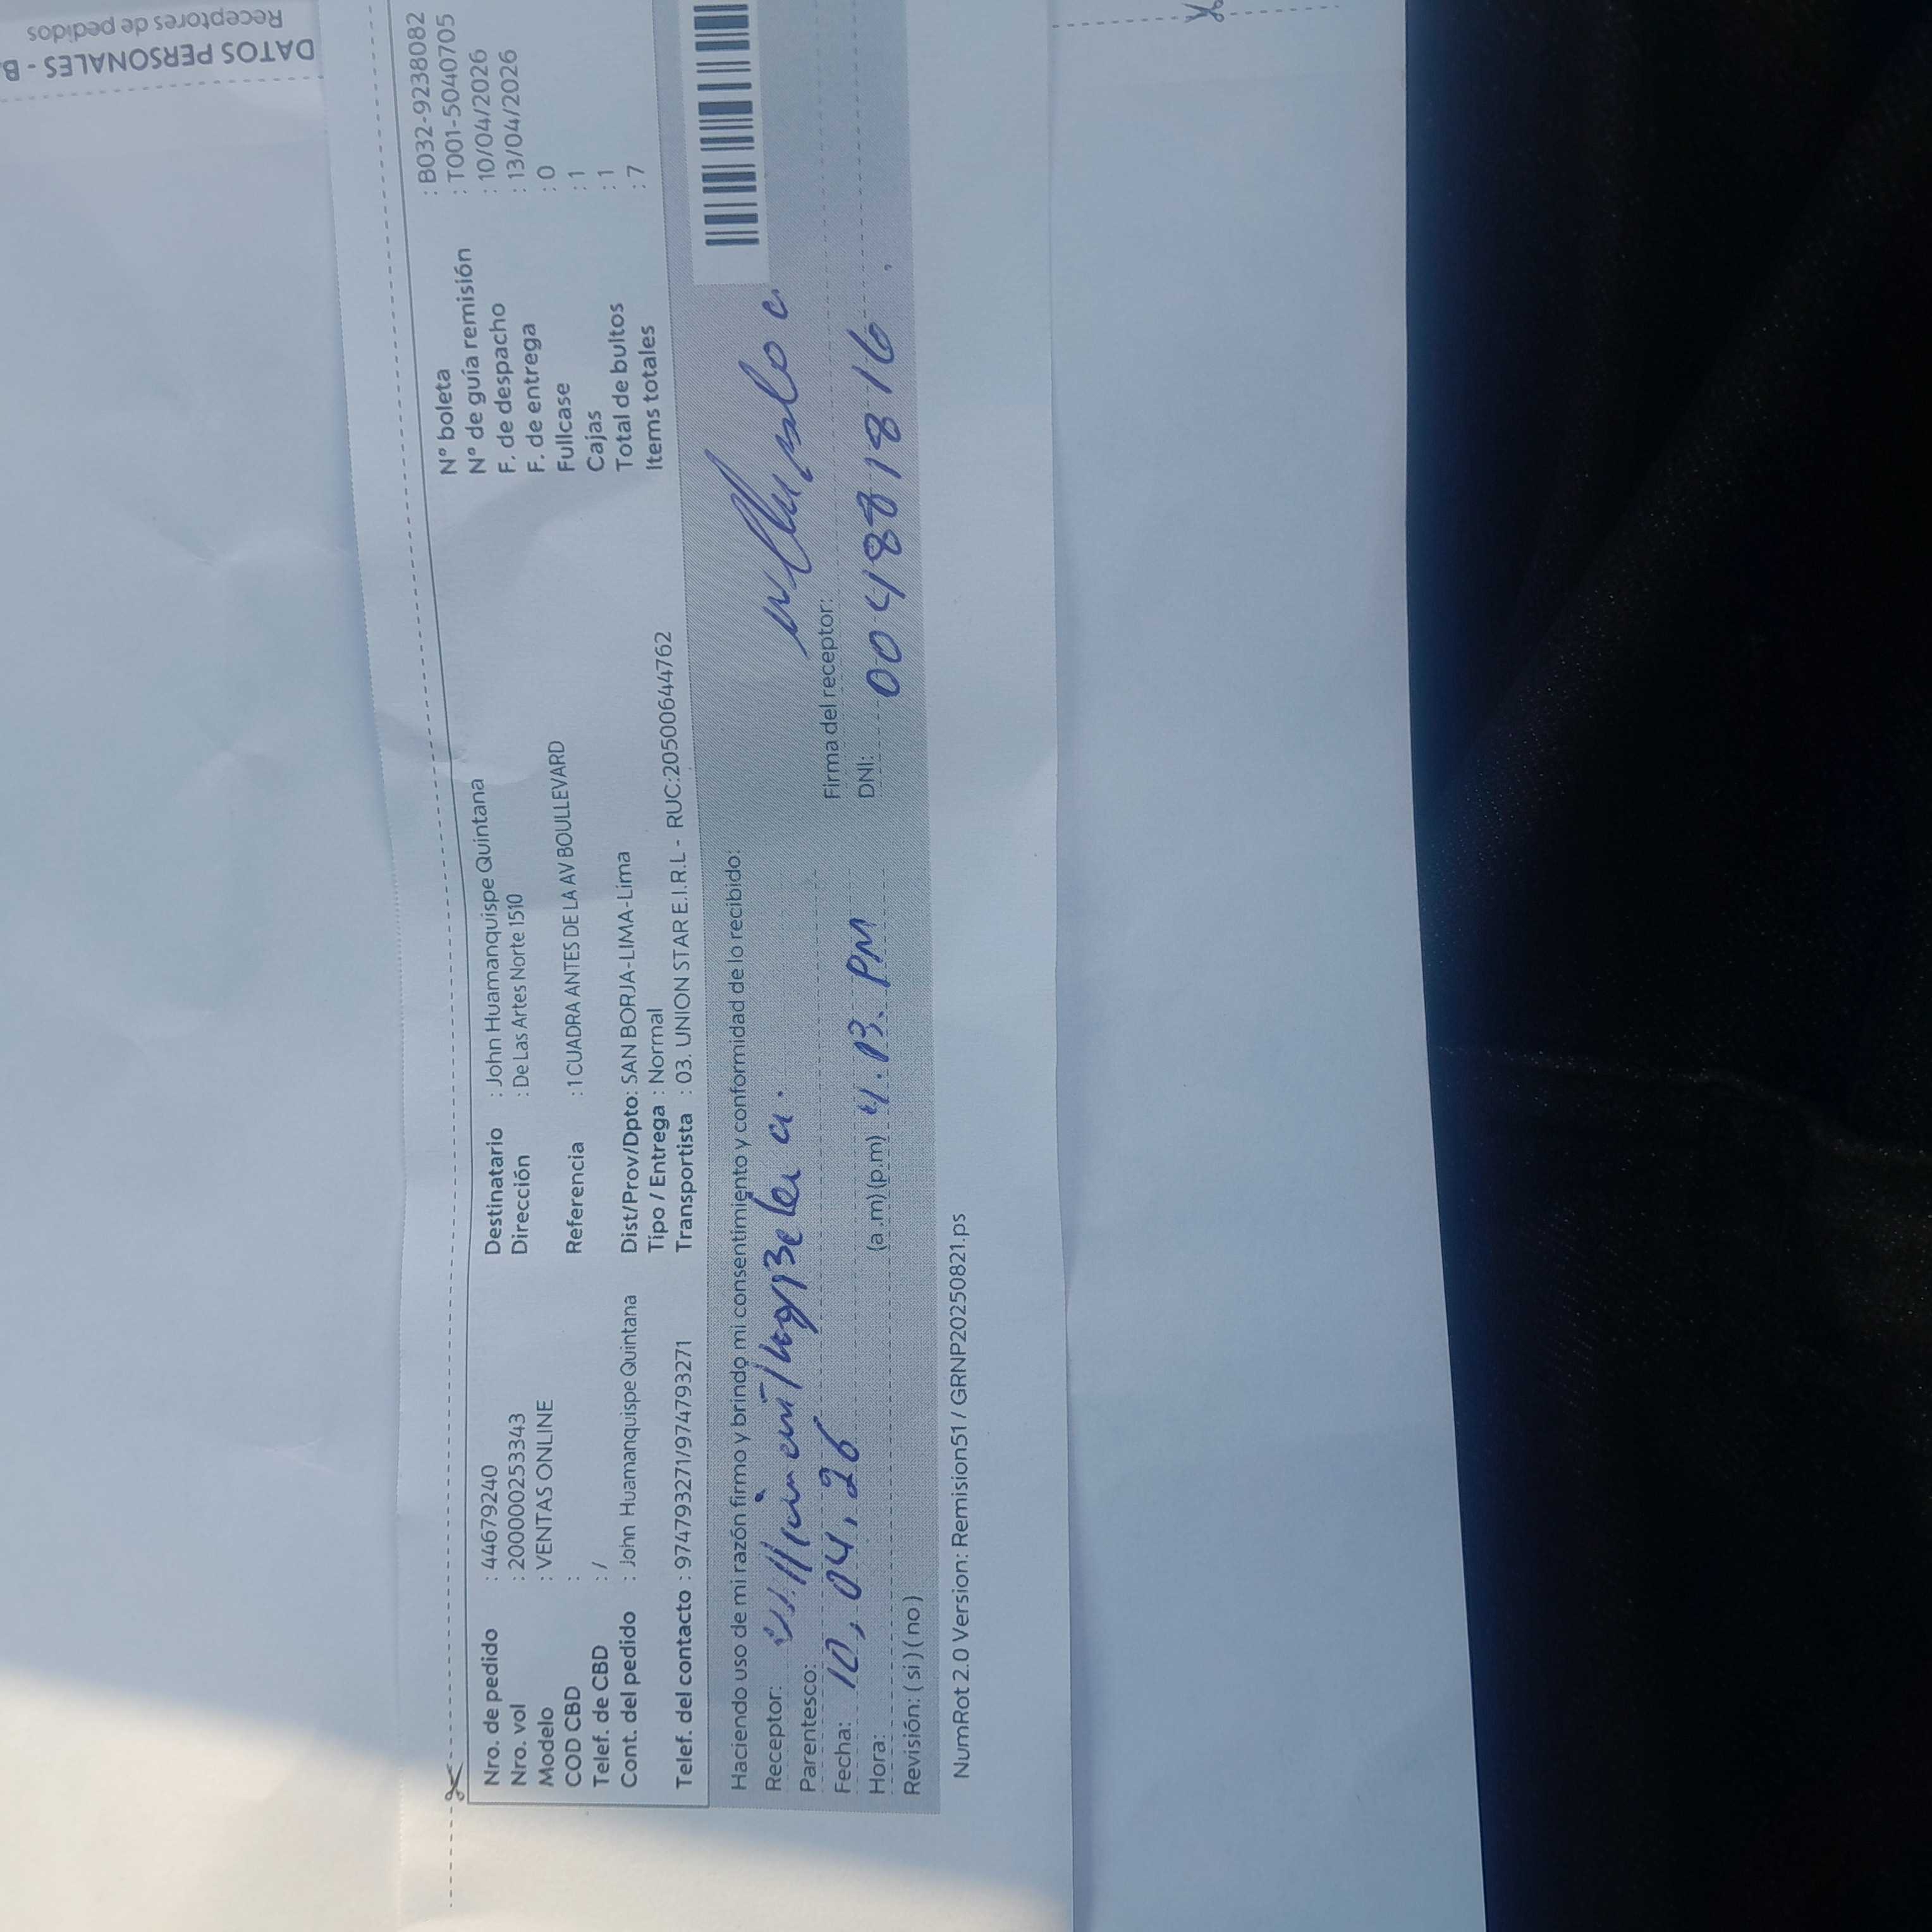 DATOS PERSONALES - B
Receptores de pedidos
Nro. de pedido : 44679240
Nro. vol : 200000253343
Modelo : VENTAS ONLINE
COD CBD :
Telef. de CBD : /
Cont. del pedido : John Huamanquispe Quintana
Telef. del contacto : 974793271/974793271
Destinatario : John Huamanquispe Quintana
Dirección : De Las Artes Norte 1510
Referencia : 1 CUADRA ANTES DE LA AV BOULLEVARD
Dist/Prov/Dpto: SAN BORJA-LIMA-Lima
Tipo / Entrega : Normal
Transportista : 03. UNION STAR E.I.R.L - RUC:20500644762
N° boleta : B032-9238082
N° de guía remisión : T001-5040705
F. de despacho : 10/04/2026
F. de entrega : 13/04/2026
Fullcase : 0
Cajas : 1
Total de bultos : 1
Items totales : 7
Haciendo uso de mi razón firmo y brindo mi consentimiento y conformidad de lo recibido:
Receptor:
Parentesco:
Fecha: 10, 04, 26
Hora: (a.m)(p.m) 4.13. PM
Revisión: ( si ) ( no )
Firma del receptor:
DNI: 004881816
NumRot 2.0 Version: Remision51 / GRNP20250821.ps